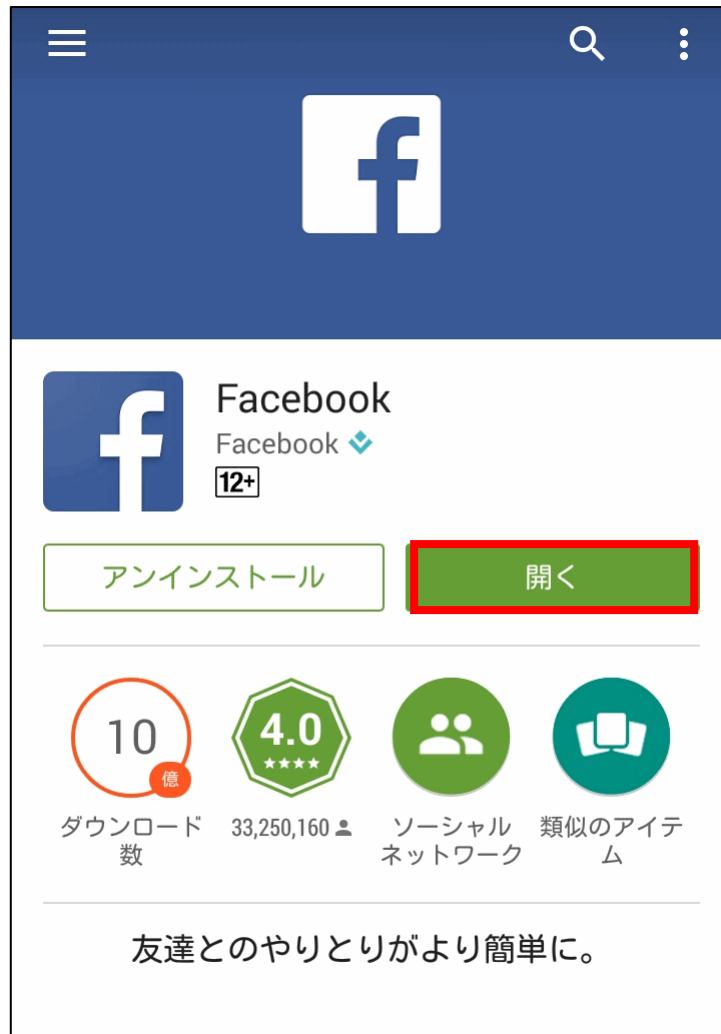 Facebook
Facebook
12+
アンインストール
開く
10
億
4.0
ダウンロード
数
33,250,160
ソーシャル
ネットワーク
類似のアイテ
ム
友達とのやりとりがより簡単に。